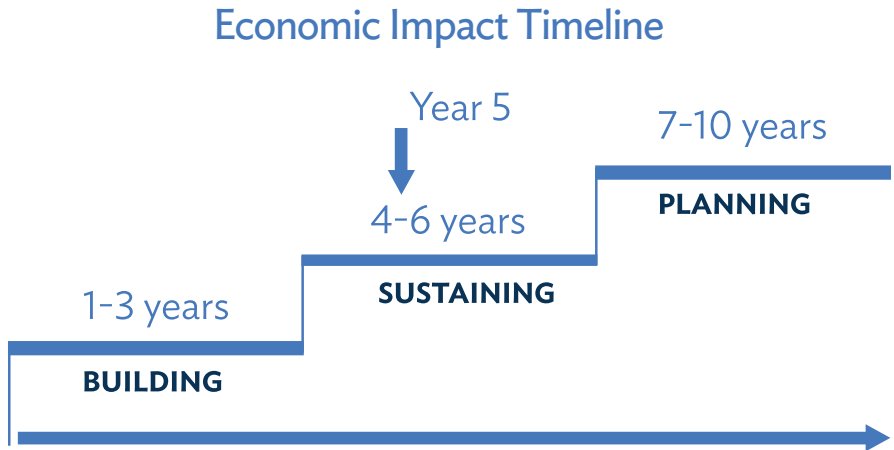 Economic Impact Timeline
Year 5
7–10 years
PLANNING
4–6 years
SUSTAINING
1–3 years
BUILDING